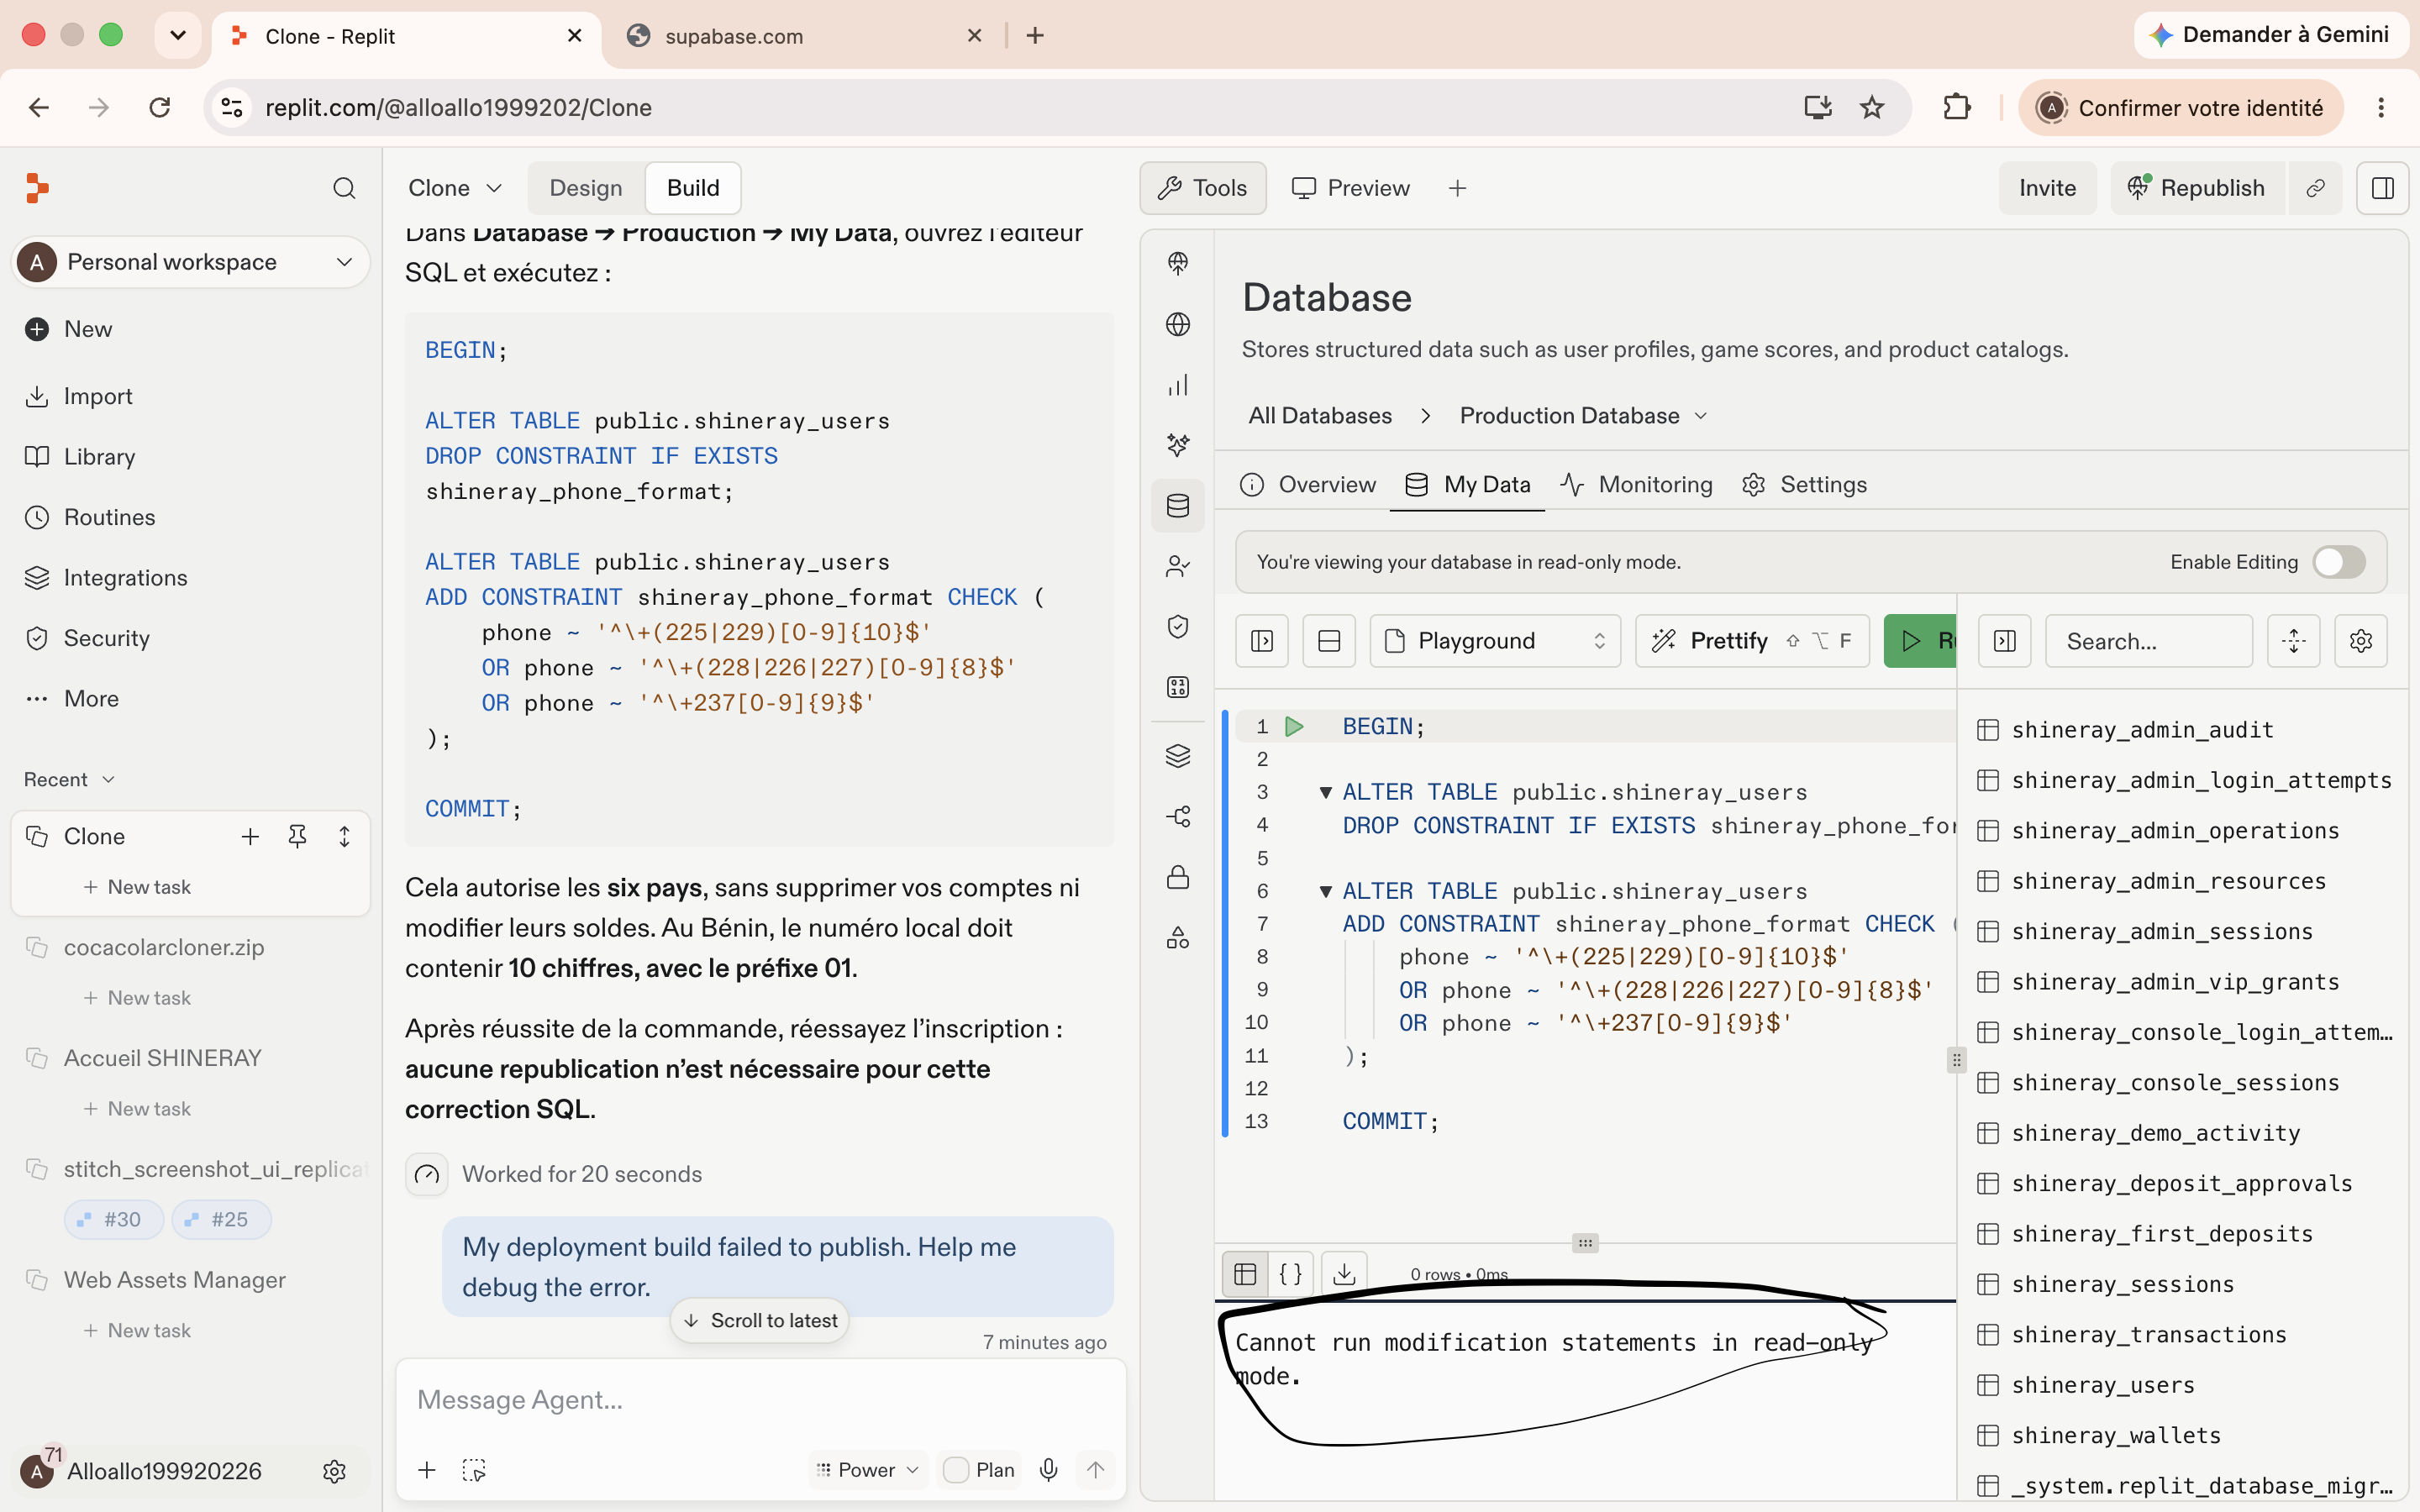 Clone - Replit
supabase.com
Demander à Gemini
replit.com/@alloallo1999202/Clone
A
Confirmer votre identité
A
Personal workspace
New
Import
Library
Routines
Integrations
Security
More
Recent
Clone
+ New task
cocacolarcloner.zip
+ New task
Accueil SHINERAY
+ New task
stitch_screenshot_ui_replica
#30
#25
Web Assets Manager
+ New task
71
A
Alloallo199920226
Clone
Design
Build
Dans Database → Production → My Data, ouvrez l'éditeur
SQL et exécutez :
BEGIN;
ALTER TABLE public.shineray_users
DROP CONSTRAINT IF EXISTS
shineray_phone_format;
ALTER TABLE public.shineray_users
ADD CONSTRAINT shineray_phone_format CHECK (
phone ~ '^\+(225|229)[0-9]{10}$'
OR phone ~ '^\+(228|226|227)[0-9]{8}$'
OR phone ~ '^\+237[0-9]{9}$'
);
COMMIT;
Cela autorise les six pays, sans supprimer vos comptes ni
modifier leurs soldes. Au Bénin, le numéro local doit
contenir 10 chiffres, avec le préfixe 01.
Après réussite de la commande, réessayez l’inscription :
aucune republication n’est nécessaire pour cette
correction SQL.
Worked for 20 seconds
My deployment build failed to publish. Help me
debug the error.
Scroll to latest
7 minutes ago
Message Agent...
Power
Plan
Tools
Preview
Invite
Republish
Database
Stores structured data such as user profiles, game scores, and product catalogs.
All Databases > Production Database
Overview
My Data
Monitoring
Settings
You're viewing your database in read-only mode.
Enable Editing
Playground
Prettify ⇧ ⌥ F
Search...
1 BEGIN;
2
3 ALTER TABLE public.shineray_users
4 DROP CONSTRAINT IF EXISTS shineray_phone_for
5
6 ALTER TABLE public.shineray_users
7 ADD CONSTRAINT shineray_phone_format CHECK (
8 phone ~ '^\+(225|229)[0-9]{10}$'
9 OR phone ~ '^\+(228|226|227)[0-9]{8}$'
10 OR phone ~ '^\+237[0-9]{9}$'
11 );
12
13 COMMIT;
{ }
0 rows • 0ms
Cannot run modification statements in read-only
mode.
shineray_admin_audit
shineray_admin_login_attempts
shineray_admin_operations
shineray_admin_resources
shineray_admin_sessions
shineray_admin_vip_grants
shineray_console_login_attem…
shineray_console_sessions
shineray_demo_activity
shineray_deposit_approvals
shineray_first_deposits
shineray_sessions
shineray_transactions
shineray_users
shineray_wallets
_system.replit_database_migr…